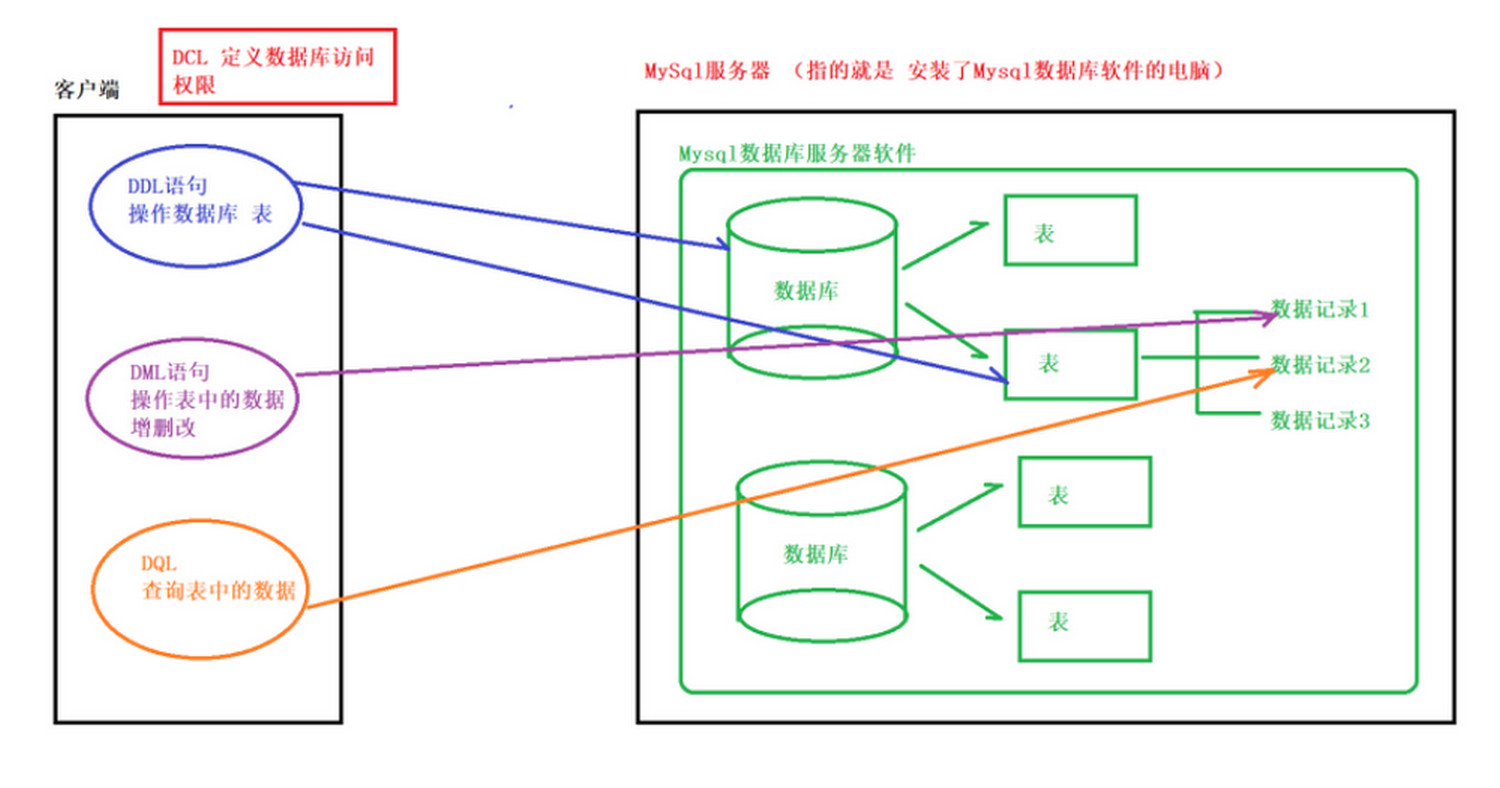 DCL 定义数据库访问
权限
客户端
MySql服务器 （指的就是 安装了Mysql数据库软件的电脑）
DDL语句
操作数据库 表
DML语句
操作表中的数据
增删改
DQL
查询表中的数据
Mysql数据库服务器软件
数据库
表
表
数据记录1
数据记录2
数据记录3
数据库
表
表